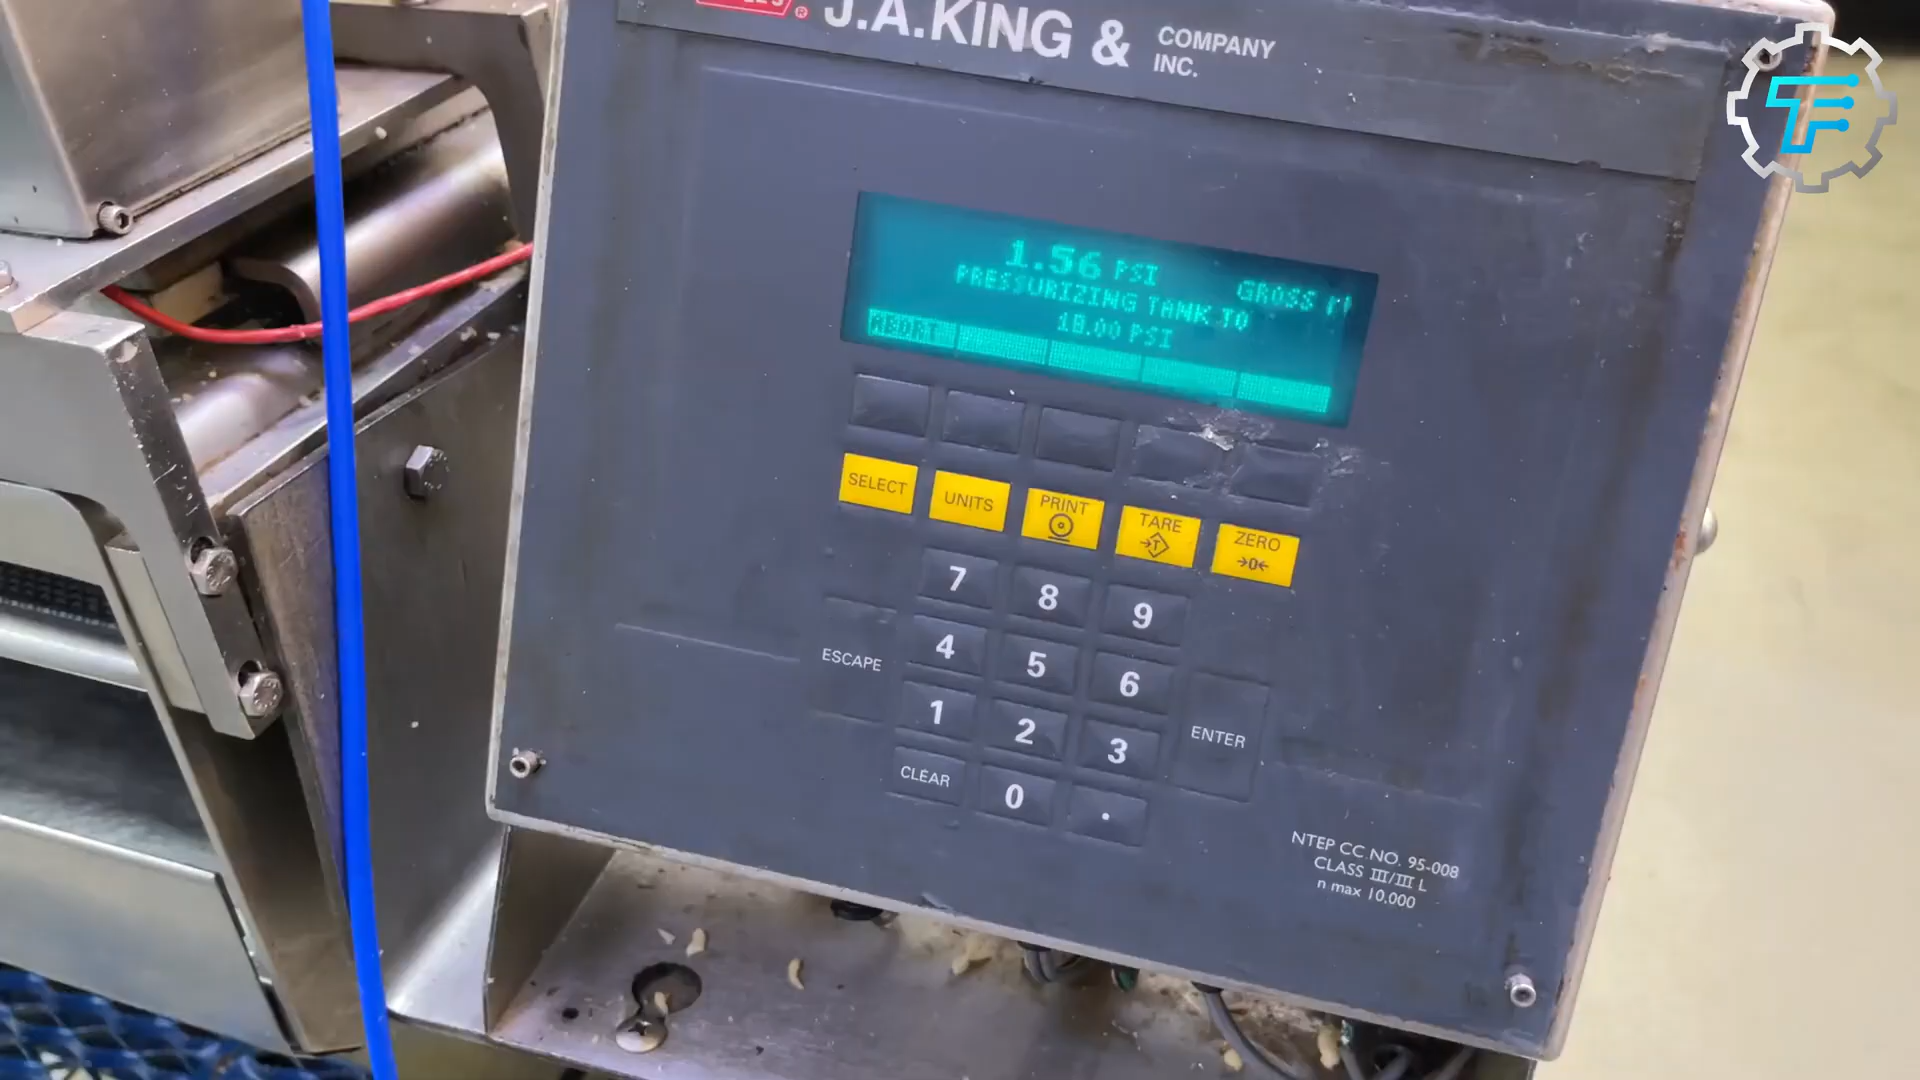 J.A.KING & COMPANY INC.
1.56 PSI
GROSS
PRESSURIZING TANK TO
18.00 PSI
ABORT
SELECT UNITS PRINT TARE ZERO
→T
→0←
7 8 9
4 5 6
ESCAPE
1 2 3
ENTER
CLEAR 0 .
NTEP CC.NO. 95-008
CLASS III/III L
n max 10,000
TF